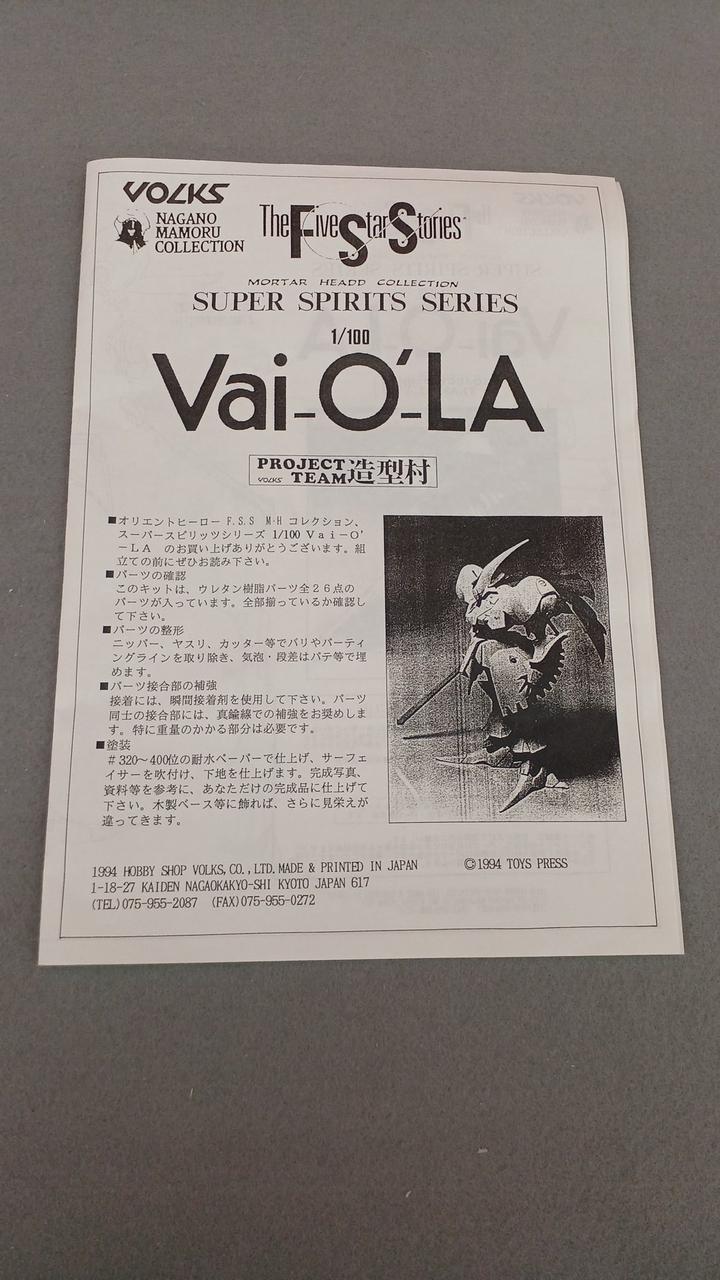 VOLKS
NAGANO
MAMORU
COLLECTION
The Five Star Stories
MORTAR HEADD COLLECTION
SUPER SPIRITS SERIES
1/100
Vai-O'-LA
PROJECT
VOLKS TEAM 造型村
■オリエントヒーロー F.S.S M·H コレクション、
スーパースピリッツシリーズ 1/100 Vai-O'
-LA のお買い上げありがとうございます。組
立ての前にぜひお読み下さい。
■パーツの確認
このキットは、ウレタン樹脂パーツ全26点の
パーツが入っています。全部揃っているか確認し
て下さい。
■パーツの整形
ニッパー、ヤスリ、カッター等でバリやパーティ
ングラインを取り除き、気泡・段差はパテ等で埋
めます。
■パーツ接合部の補強
接着には、瞬間接着剤を使用して下さい。パーツ
同士の接合部には、真鍮線での補強をお奨めしま
す。特に重量のかかる部分は必要です。
■塗装
#320~400位の耐水ペーパーで仕上げ、サーフェ
イサーを吹付け、下地を仕上げます。完成写真、
資料等を参考に、あなただけの完成品に仕上げて
下さい。木製ベース等に飾れば、さらに見栄えが
違ってきます。
1994 HOBBY SHOP VOLKS,CO.,LTD.MADE & PRINTED IN JAPAN ©1994 TOYS PRESS
1-18-27 KAIDEN NAGAOKAKYO-SHI KYOTO JAPAN 617
(TEL)075-955-2087 (FAX)075-955-0272